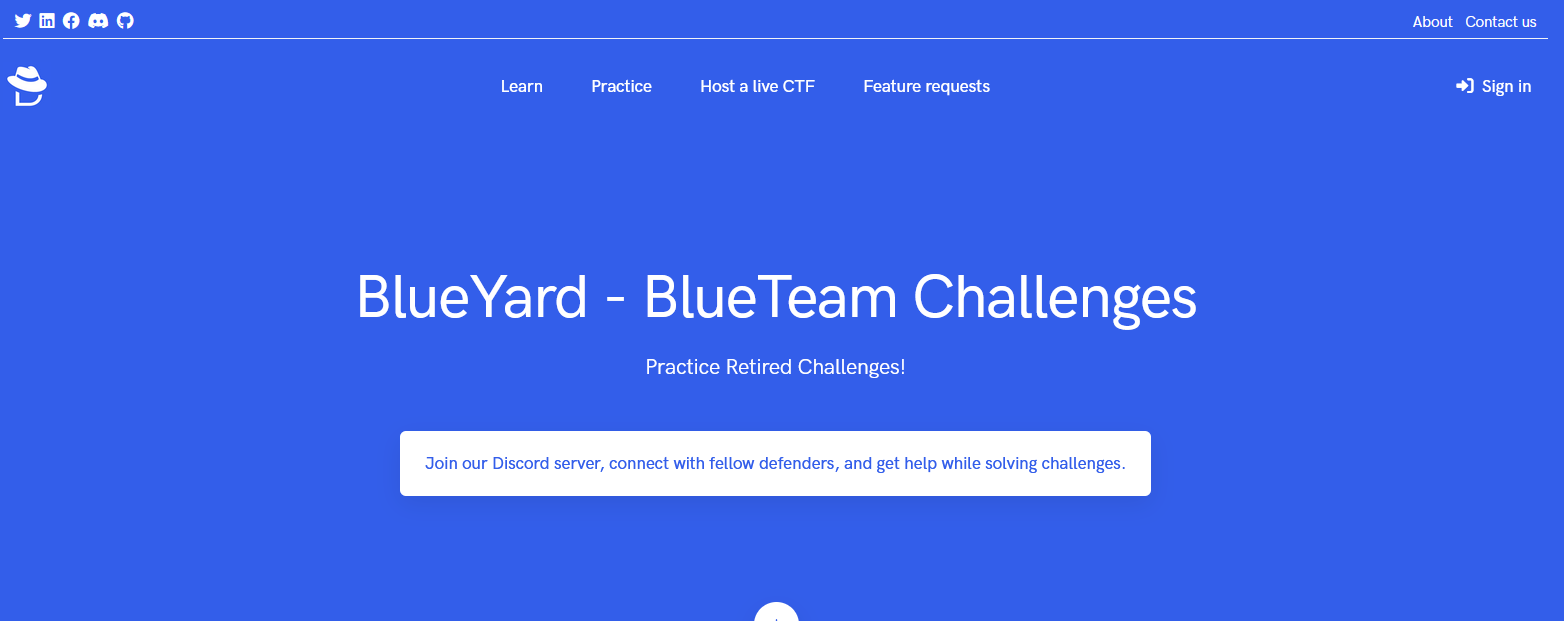 About Contact us
Learn Practice Host a live CTF Feature requests Sign in
BlueYard - BlueTeam Challenges
Practice Retired Challenges!
Join our Discord server, connect with fellow defenders, and get help while solving challenges.